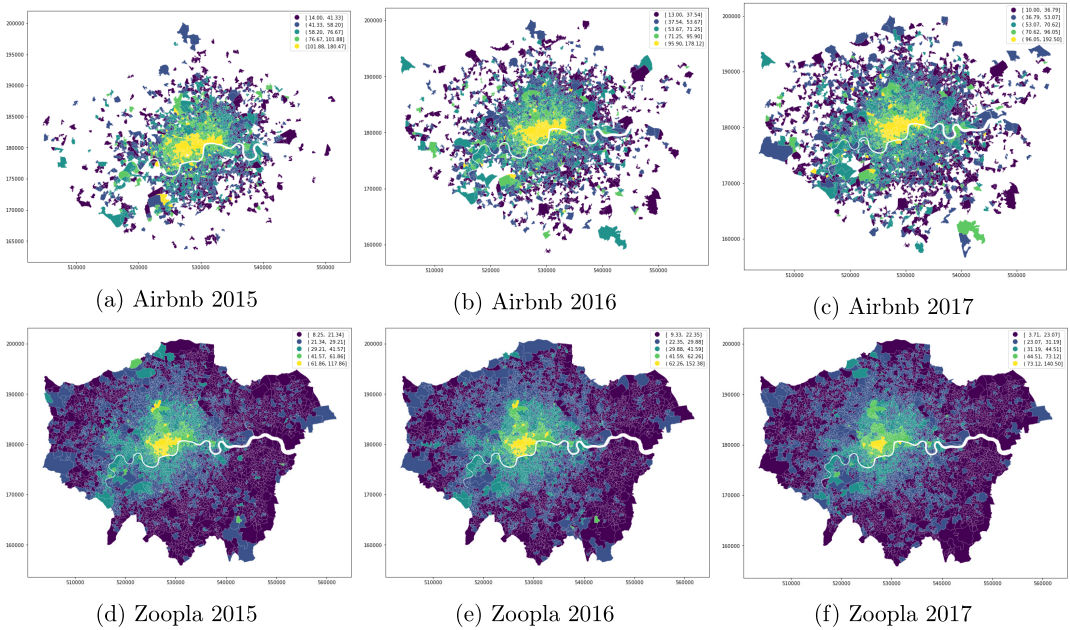 [ 14.00, 41.33]
( 41.33, 58.20]
( 58.20, 76.67]
( 76.67, 101.88]
(101.88, 180.47]
200000
195000
190000
185000
180000
175000
170000
165000
510000 520000 530000 540000 550000
(a) Airbnb 2015
[ 13.00, 37.54]
( 37.54, 53.67]
( 53.67, 71.25]
( 71.25, 95.90]
( 95.90, 178.12]
200000
190000
180000
170000
160000
510000 520000 530000 540000 550000
(b) Airbnb 2016
[ 10.00, 36.79]
( 36.79, 53.07]
( 53.07, 70.62]
( 70.62, 96.05]
( 96.05, 192.50]
200000
190000
180000
170000
160000
510000 520000 530000 540000 550000
(c) Airbnb 2017
[ 8.25, 21.34]
( 21.34, 29.21]
( 29.21, 41.57]
( 41.57, 61.86]
( 61.86, 117.86]
200000
190000
180000
170000
160000
510000 520000 530000 540000 550000 560000
(d) Zoopla 2015
[ 9.33, 22.35]
( 22.35, 29.88]
( 29.88, 41.59]
( 41.59, 62.26]
( 62.26, 152.38]
200000
190000
180000
170000
160000
510000 520000 530000 540000 550000 560000
(e) Zoopla 2016
[ 3.71, 23.07]
( 23.07, 31.19]
( 31.19, 44.51]
( 44.51, 73.12]
( 73.12, 140.50]
200000
190000
180000
170000
160000
510000 520000 530000 540000 550000 560000
(f) Zoopla 2017